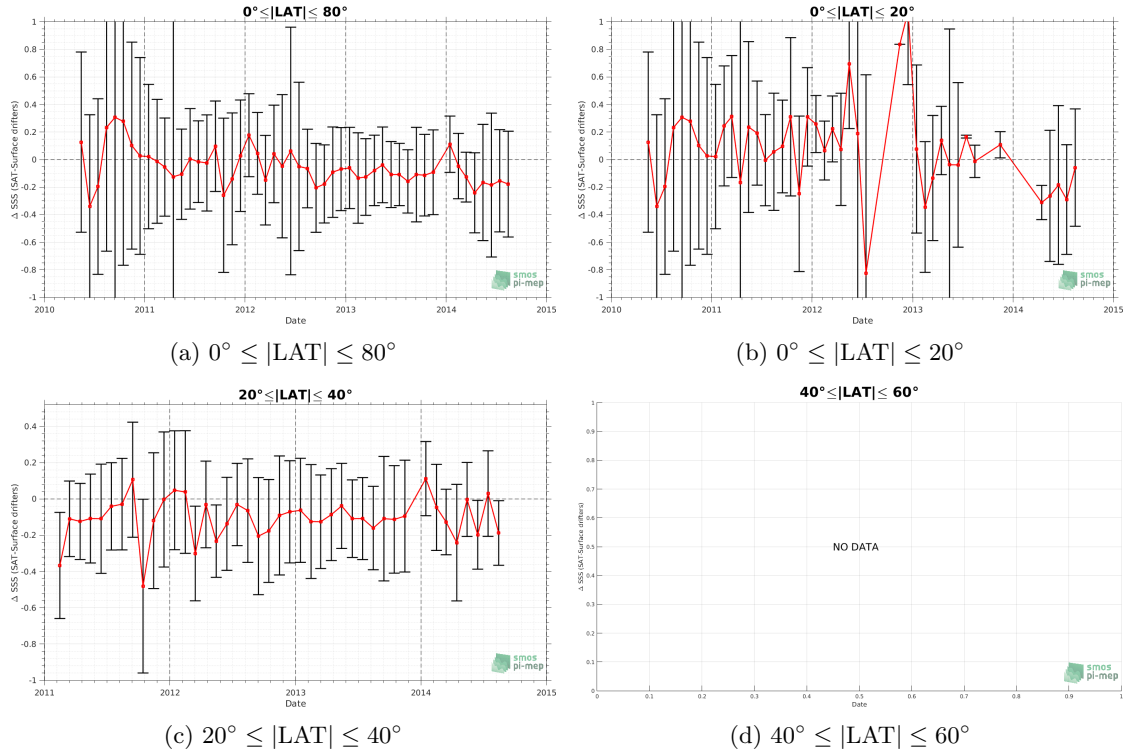 0°≤|LAT|≤ 80°
Δ SSS (SAT-Surface drifters)
1
0.8
0.6
0.4
0.2
0
-0.2
-0.4
-0.6
-0.8
-1
2010
2011
2012
2013
2014
2015
Date
smos
pi-mep
(a) 0° ≤ |LAT| ≤ 80°
0°≤|LAT|≤ 20°
Δ SSS (SAT-Surface drifters)
1
0.8
0.6
0.4
0.2
0
-0.2
-0.4
-0.6
-0.8
-1
2010
2011
2012
2013
2014
2015
Date
smos
pi-mep
(b) 0° ≤ |LAT| ≤ 20°
20°≤|LAT|≤ 40°
Δ SSS (SAT-Surface drifters)
0.4
0.2
0
-0.2
-0.4
-0.6
-0.8
-1
2011
2012
2013
2014
2015
Date
smos
pi-mep
(c) 20° ≤ |LAT| ≤ 40°
40°≤|LAT|≤ 60°
Δ SSS (SAT-Surface drifters)
1
0.9
0.8
0.7
0.6
0.5
0.4
0.3
0.2
0.1
0
NO DATA
0
0.1
0.2
0.3
0.4
0.5
0.6
0.7
0.8
0.9
1
Date
smos
pi-mep
(d) 40° ≤ |LAT| ≤ 60°